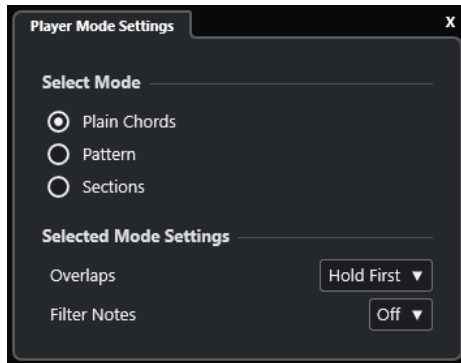 Player Mode Settings X
Select Mode
Plain Chords
Pattern
Sections
Selected Mode Settings
Overlaps Hold First ▼
Filter Notes Off ▼